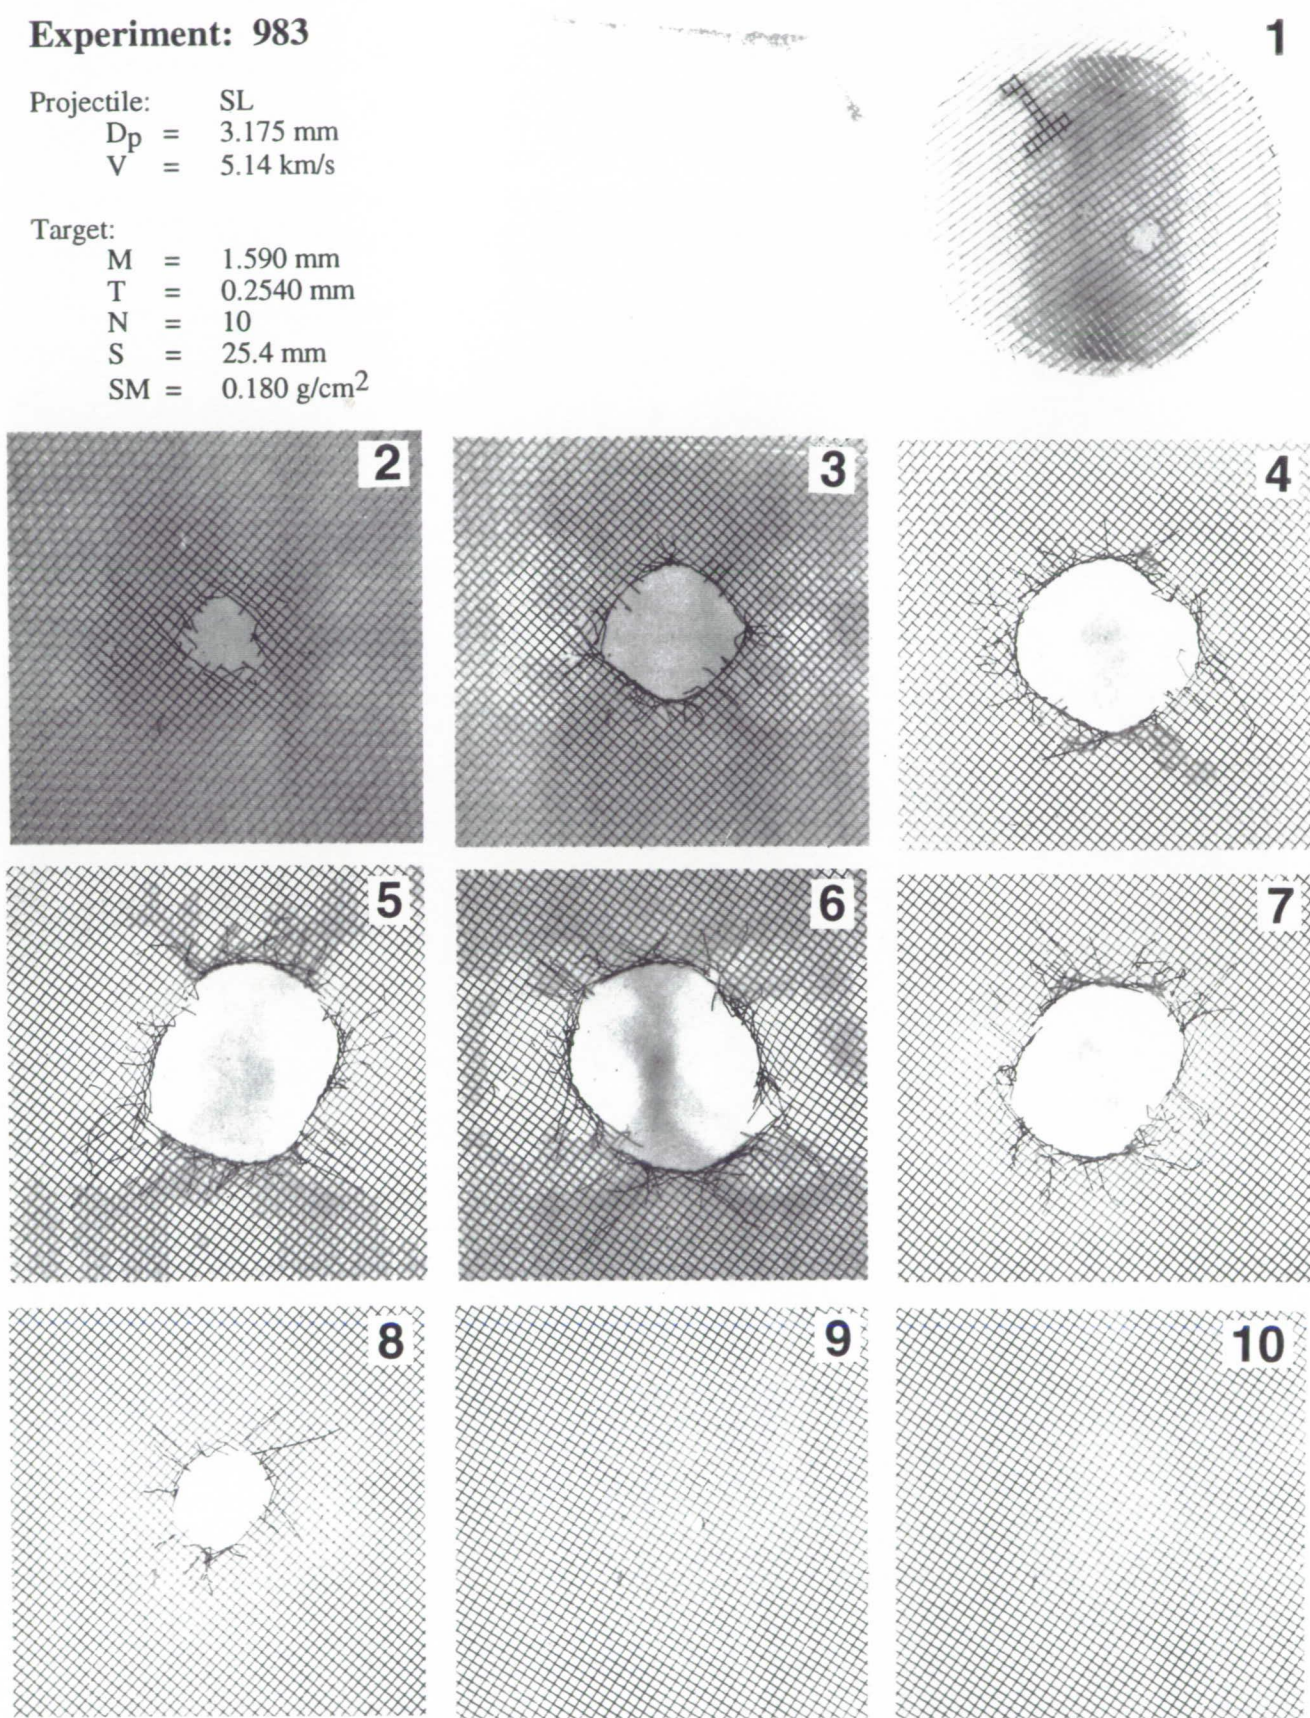 Experiment: 983
1
Projectile: SL
Dp = 3.175 mm
V = 5.14 km/s
Target:
M = 1.590 mm
T = 0.2540 mm
N = 10
S = 25.4 mm
SM = 0.180 g/cm2
2
3
4
5
6
7
8
9
10